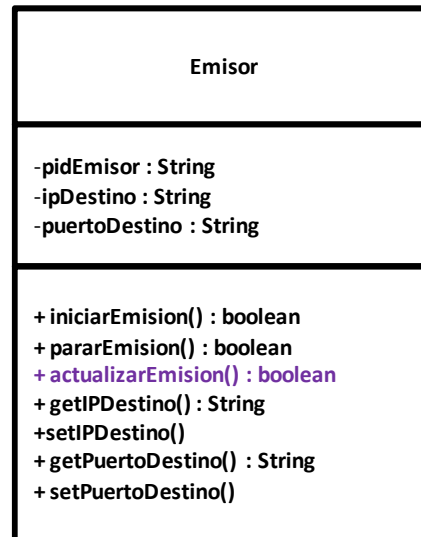 Emisor
-pidEmisor : String
-ipDestino : String
-puertoDestino : String
+ iniciarEmision() : boolean
+ pararEmision() : boolean
+ actualizarEmision() : boolean
+ getIPDestino() : String
+setIPDestino()
+ getPuertoDestino() : String
+ setPuertoDestino()